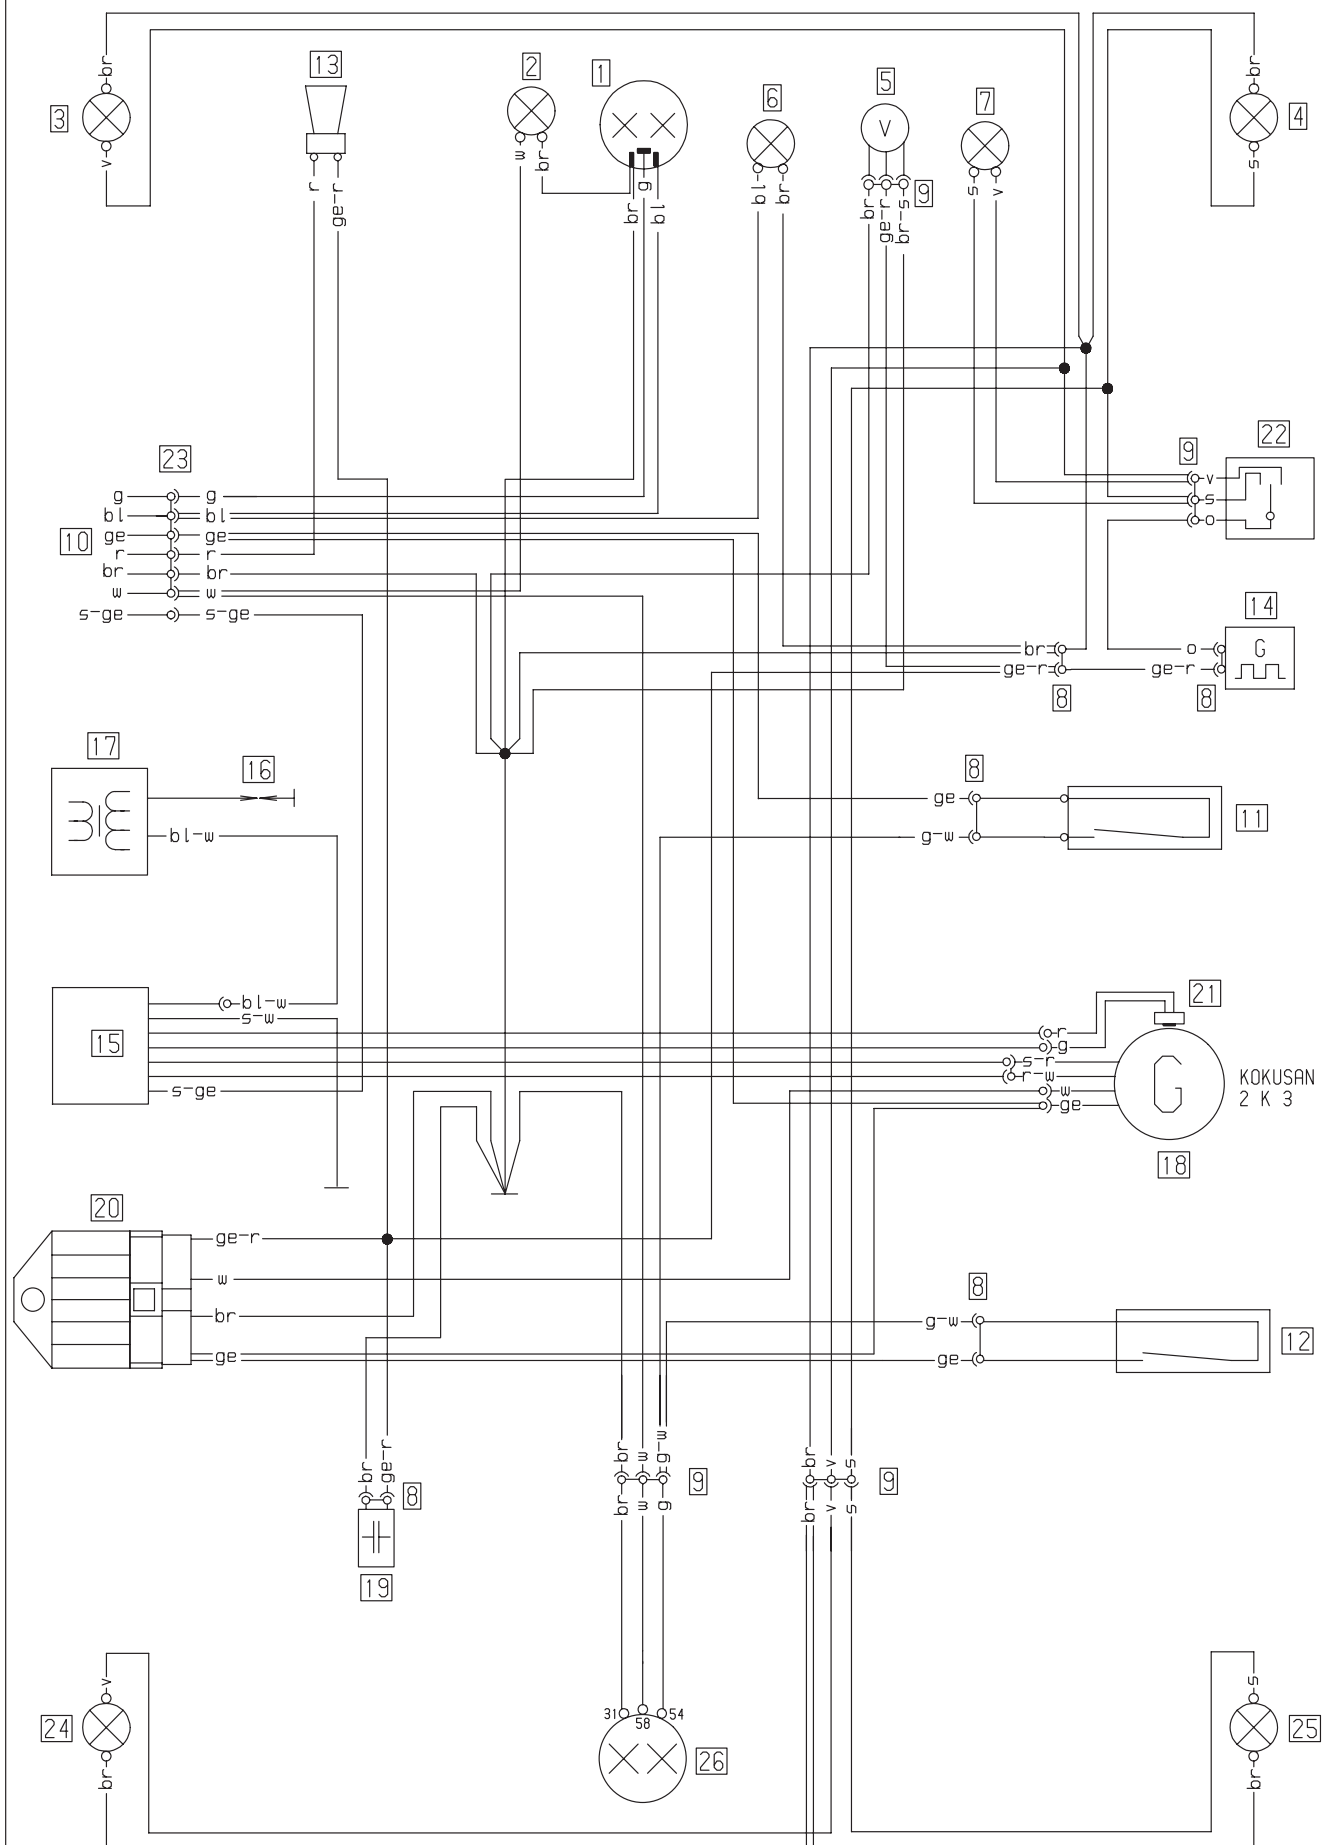 br
3
v
13
r
ge-r
2
w
br
1
br
g
bl
6
bl
br
5
V
9
br
ge-r
br-s
7
s
v
br
4
s
23
g g
bl bl
10
ge ge
r r
br br
w w
s-ge s-ge
9
22
v
s
o
14
G
br
o
ge-r
ge-r
8
8
17
16
bl-w
8
ge
11
g-w
15
bl-w
s-w
s-ge
21
r
g
s-r
r-w
w
ge
G
KOKUSAN
2 K 3
18
20
ge-r
w
br
ge
8
g-w
12
ge
br
ge-r
8
19
br
w
g-w
9
br
w
g
br
v
s
9
br
v
s
31
58
54
26
v
24
br
s
25
br